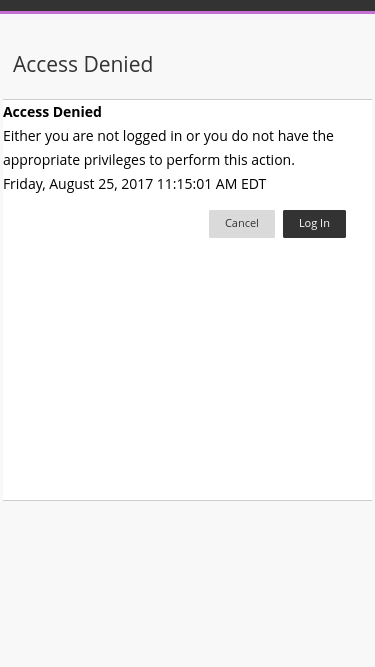 Access Denied
Access Denied
Either you are not logged in or you do not have the
appropriate privileges to perform this action.
Friday, August 25, 2017 11:15:01 AM EDT
Cancel
Log In